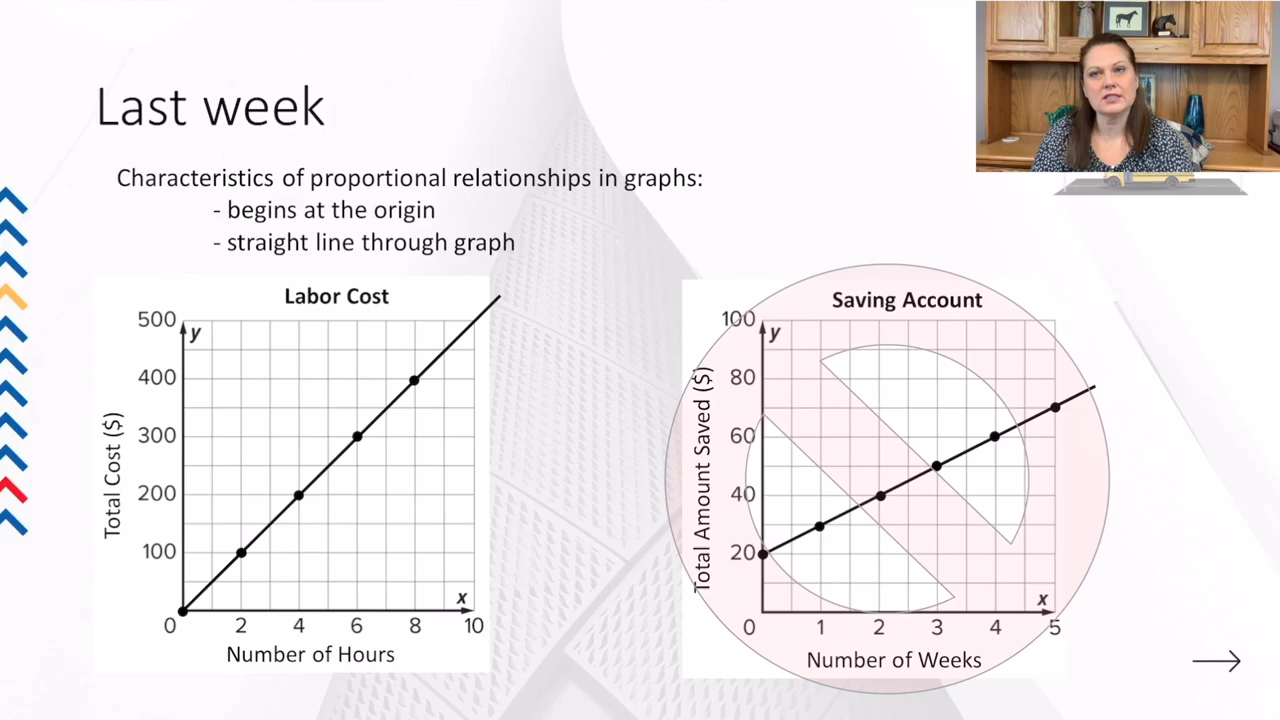 Last week
Characteristics of proportional relationships in graphs:
- begins at the origin
- straight line through graph
Labor Cost
500
y
400
300
200
100
0
2
4
6
8
10
x
Total Cost ($)
Number of Hours
Saving Account
100
y
80
60
40
20
0
1
2
3
4
5
x
Total Amount Saved ($)
Number of Weeks